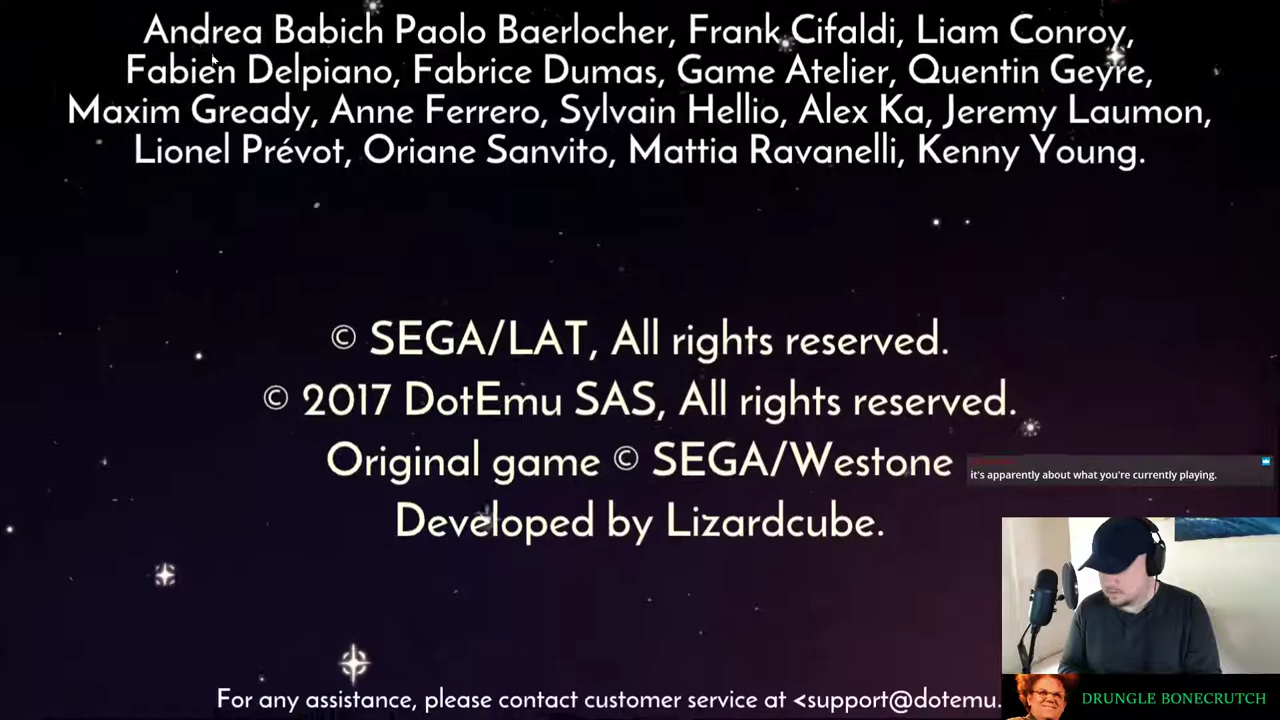 Andrea Babich Paolo Baerlocher, Frank Cifaldi, Liam Conroy,
Fabien Delpiano, Fabrice Dumas, Game Atelier, Quentin Geyre,
Maxim Gready, Anne Ferrero, Sylvain Hellio, Alex Ka, Jeremy Laumon,
Lionel Prévot, Oriane Sanvito, Mattia Ravanelli, Kenny Young.
© SEGA/LAT, All rights reserved.
© 2017 DotEmu SAS, All rights reserved.
Original game © SEGA/Westone
it's apparently about what you're currently playing.
Developed by Lizardcube.
For any assistance, please contact customer service at <support@dotemu.
DRUNGLE BONECRUTCH